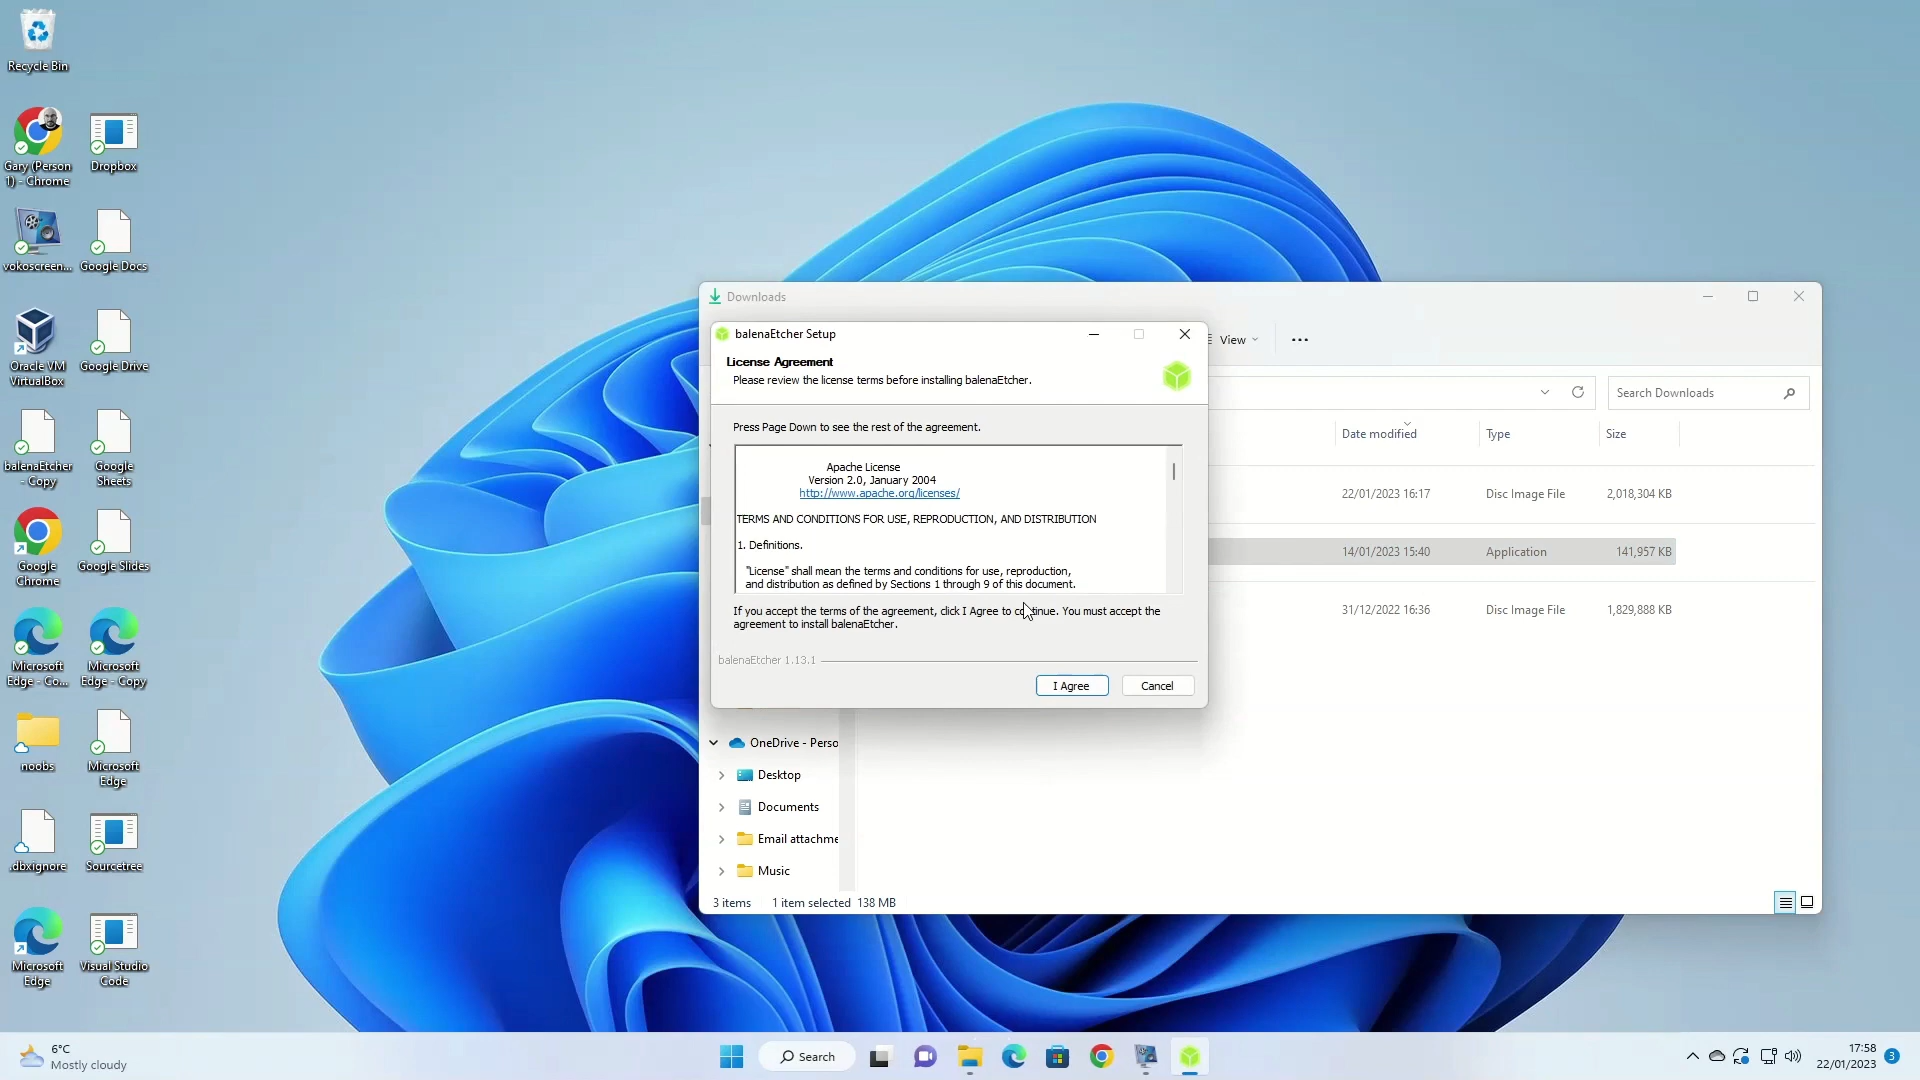 Recycle Bin
Gary (Person
1) - Chrome
Dropbox
vokoscreen...
Google Docs
Oracle VM
VirtualBox
Google Drive
balenaEtcher
- Copy
Google
Sheets
Google
Chrome
Google Slides
Microsoft
Edge - Co...
Microsoft
Edge - Copy
noobs
Microsoft
Edge
.dbxignore
Sourcetree
Microsoft
Edge
Visual Studio
Code
Downloads
View
Search Downloads
Date modified
Type
Size
22/01/2023 16:17
Disc Image File
2,018,304 KB
14/01/2023 15:40
Application
141,957 KB
31/12/2022 16:36
Disc Image File
1,829,888 KB
balenaEtcher Setup
License Agreement
Please review the license terms before installing balenaEtcher.
Press Page Down to see the rest of the agreement.
Apache License
Version 2.0, January 2004
http://www.apache.org/licenses/
TERMS AND CONDITIONS FOR USE, REPRODUCTION, AND DISTRIBUTION
1. Definitions.
"License" shall mean the terms and conditions for use, reproduction,
and distribution as defined by Sections 1 through 9 of this document.
If you accept the terms of the agreement, click I Agree to continue. You must accept the
agreement to install balenaEtcher.
balenaEtcher 1.13.1
I Agree
Cancel
OneDrive - Perso
Desktop
Documents
Email attachme
Music
3 items
1 item selected 138 MB
6°C
Mostly cloudy
Search
17:58
22/01/2023
3